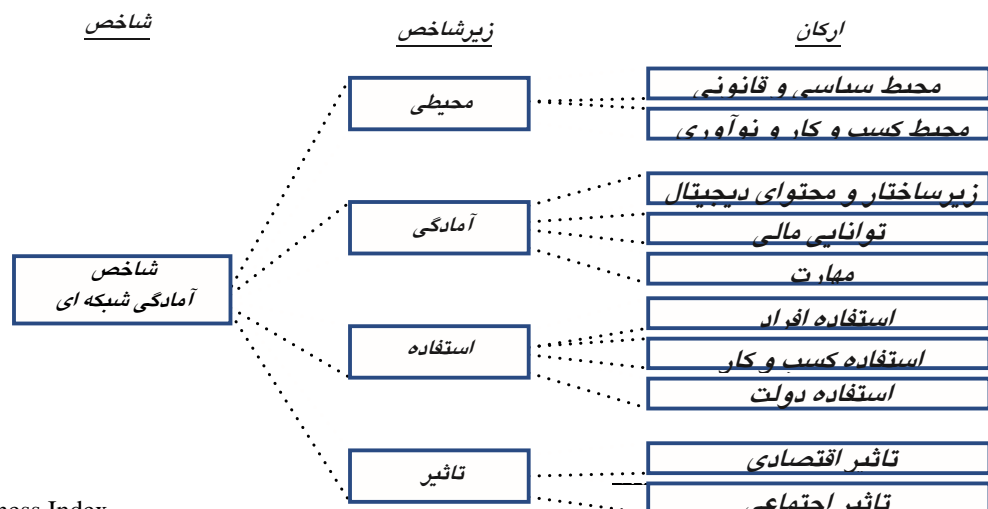 شاخص
زیرشاخص
ارکان
شاخص
آمادگی شبکه ای
محیطی
محیط سیاسی و قانونی
محیط کسب و کار و نوآوری
آمادگی
زیرساختار و محتوای دیجیتال
توانایی مالی
مهارت
استفاده
استفاده افراد
استفاده کسب و کار
استفاده دولت
تاثیر
تاثیر اقتصادی
تاثیر اجتماعی
Index